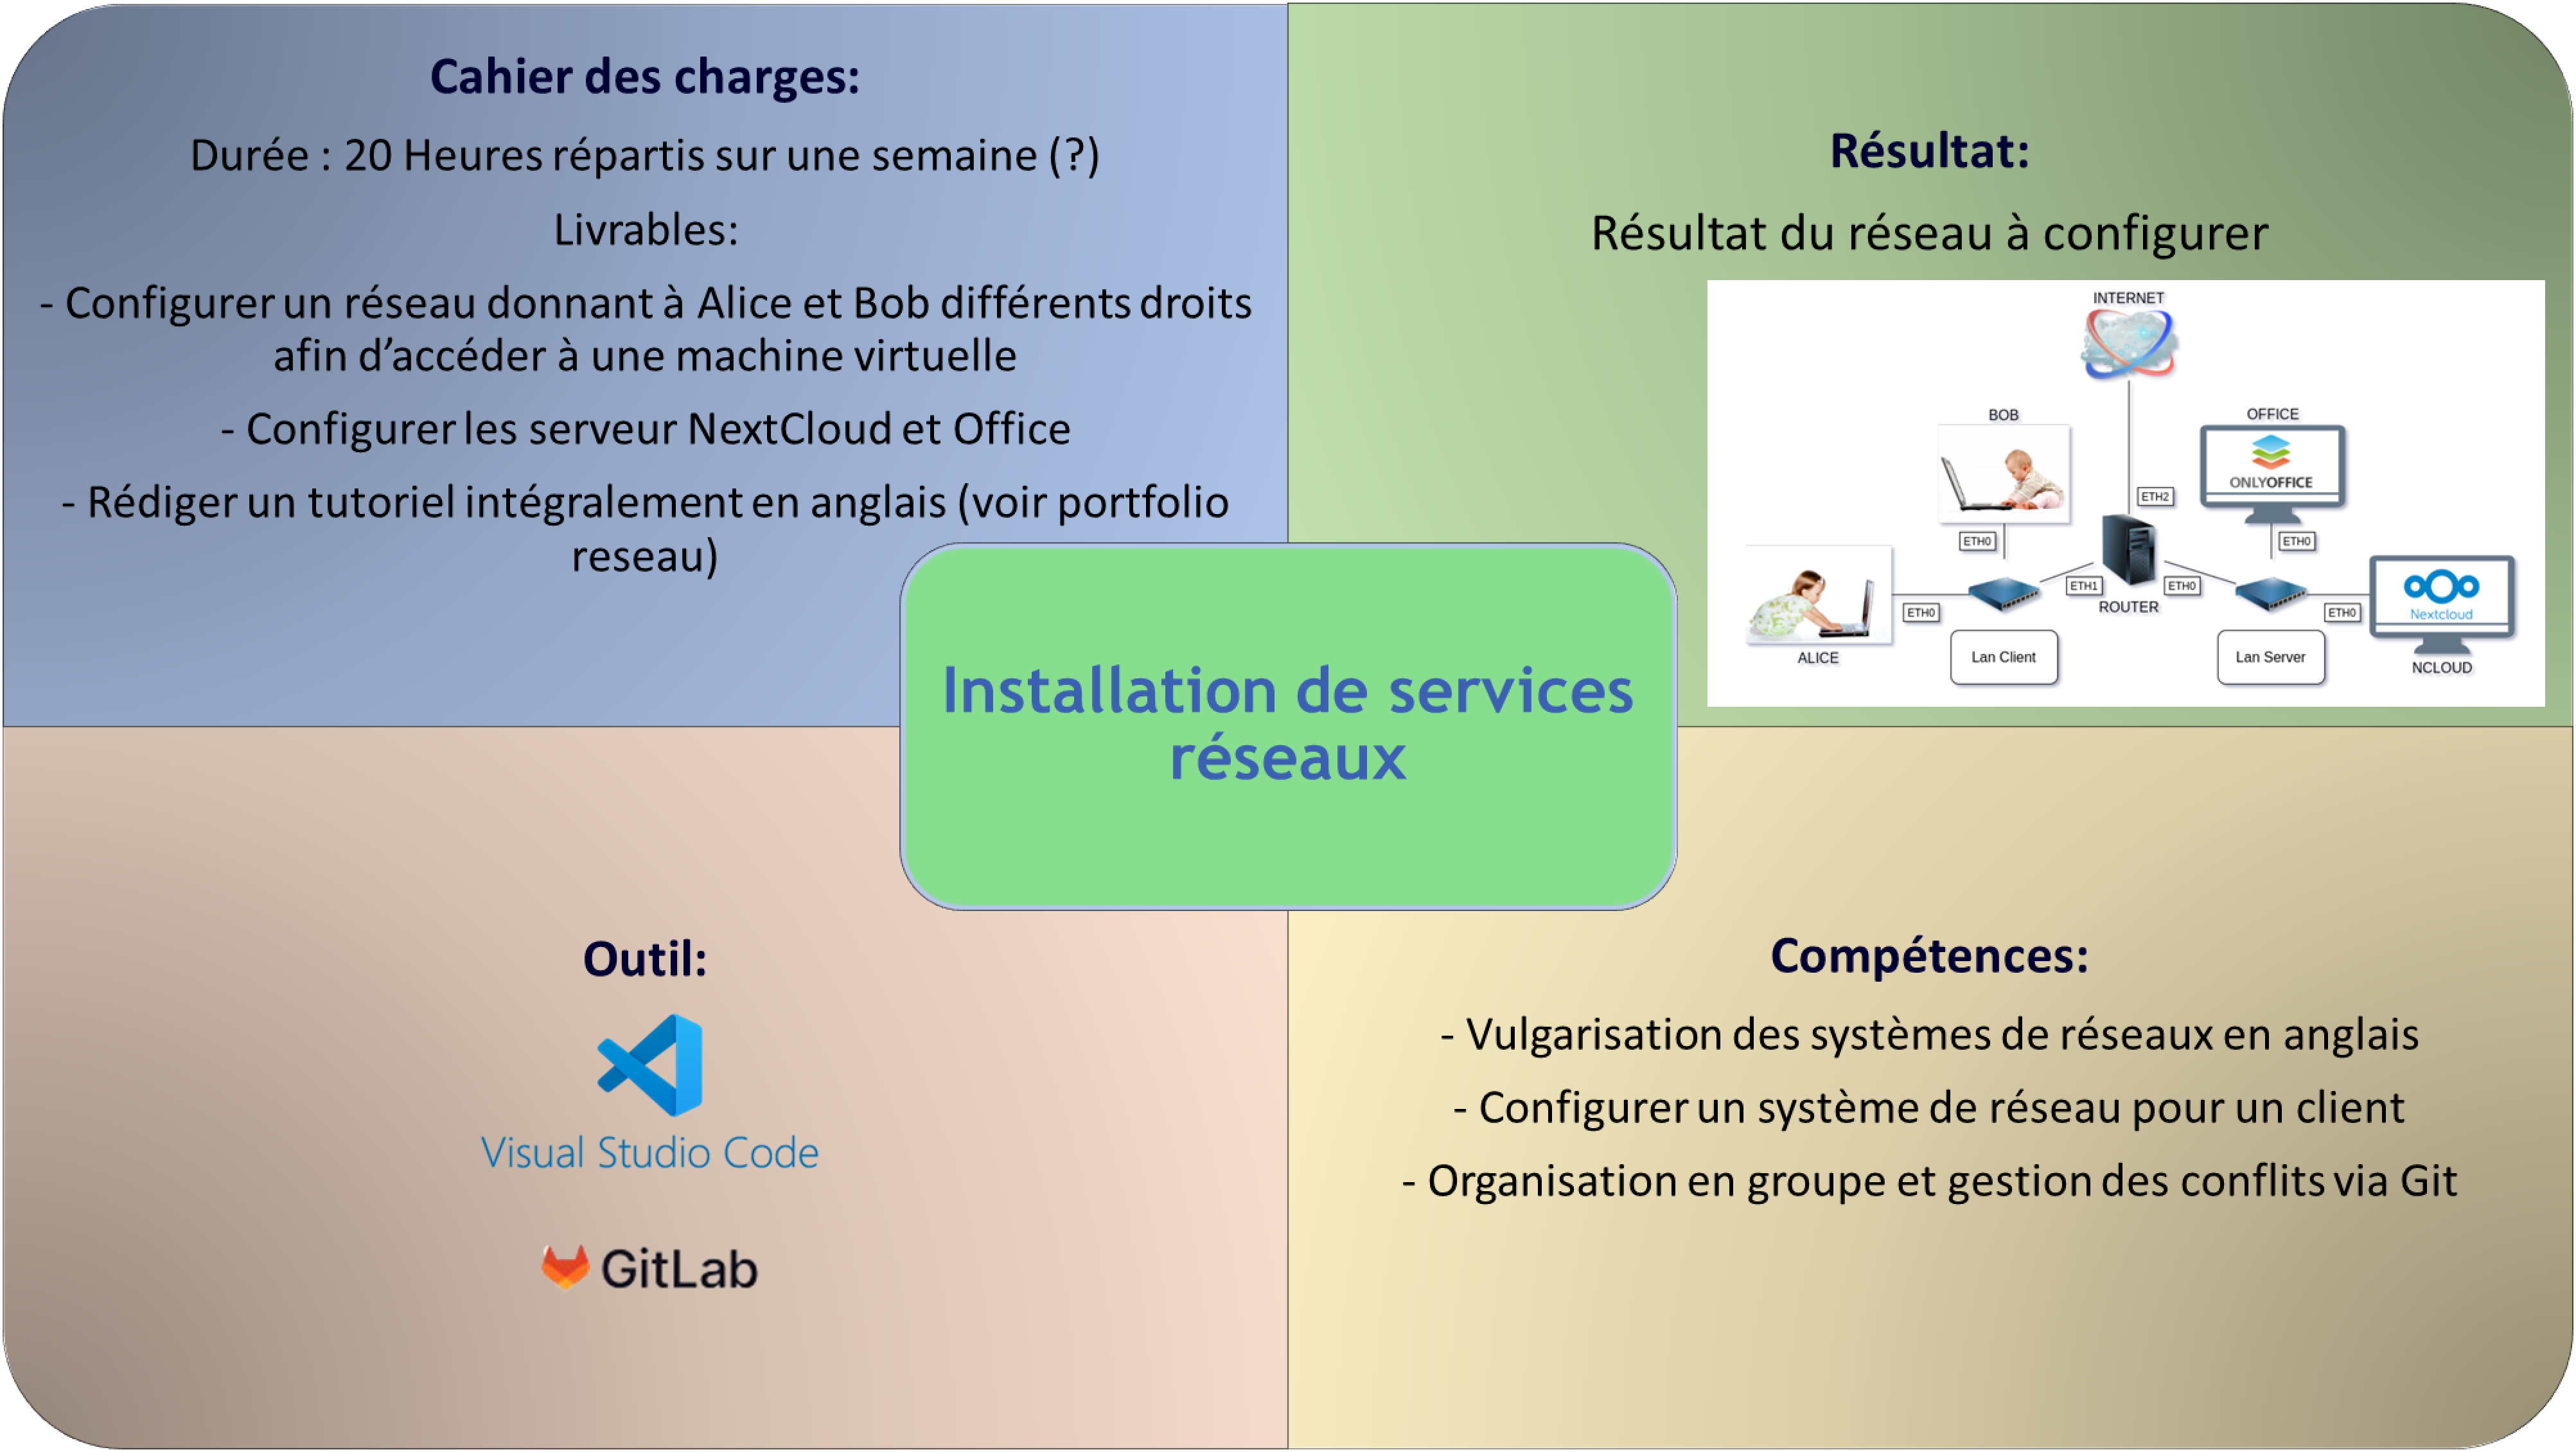 Cahier des charges:
Durée : 20 Heures répartis sur une semaine (?)
Livrables:
- Configurer un réseau donnant à Alice et Bob différents droits
afin d’accéder à une machine virtuelle
- Configurer les serveur NextCloud et Office
- Rédiger un tutoriel intégralement en anglais (voir portfolio
reseau)
Résultat:
Résultat du réseau à configurer
INTERNET
BOB
OFFICE
ONLYOFFICE
ETH2
ETH0
ETH0
ETH1
ETH0
ROUTER
ETH0
ETH0
Nextcloud
ALICE
Lan Client
Lan Server
NCLOUD
Installation de services
réseaux
Outil:
Visual Studio Code
GitLab
Compétences:
- Vulgarisation des systèmes de réseaux en anglais
- Configurer un système de réseau pour un client
- Organisation en groupe et gestion des conflits via Git